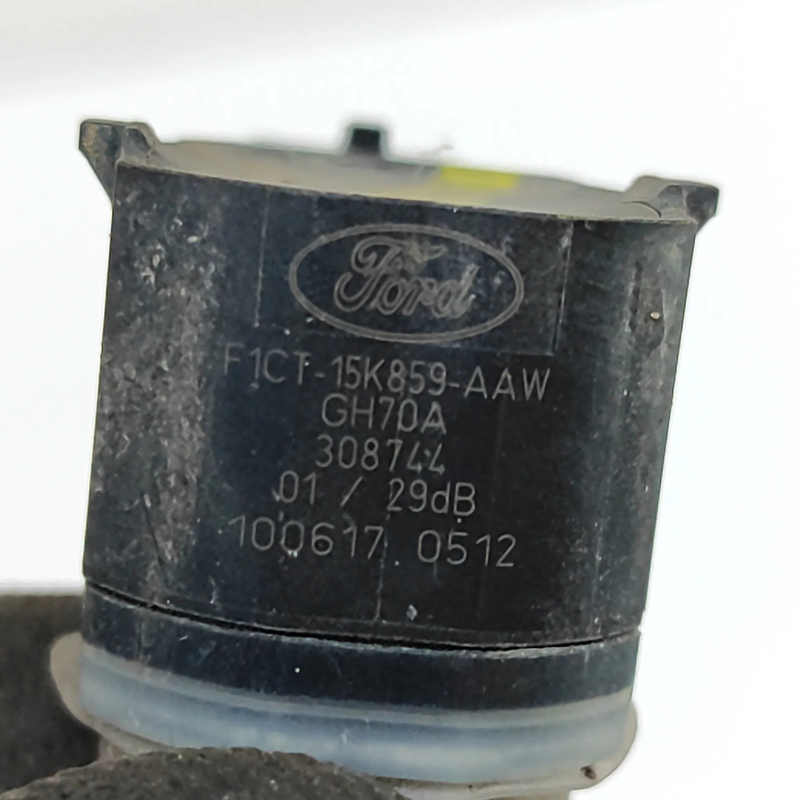 Ford
F1CT-15K859-AAW
GH70A
308744
01 / 29dB
100617 0512